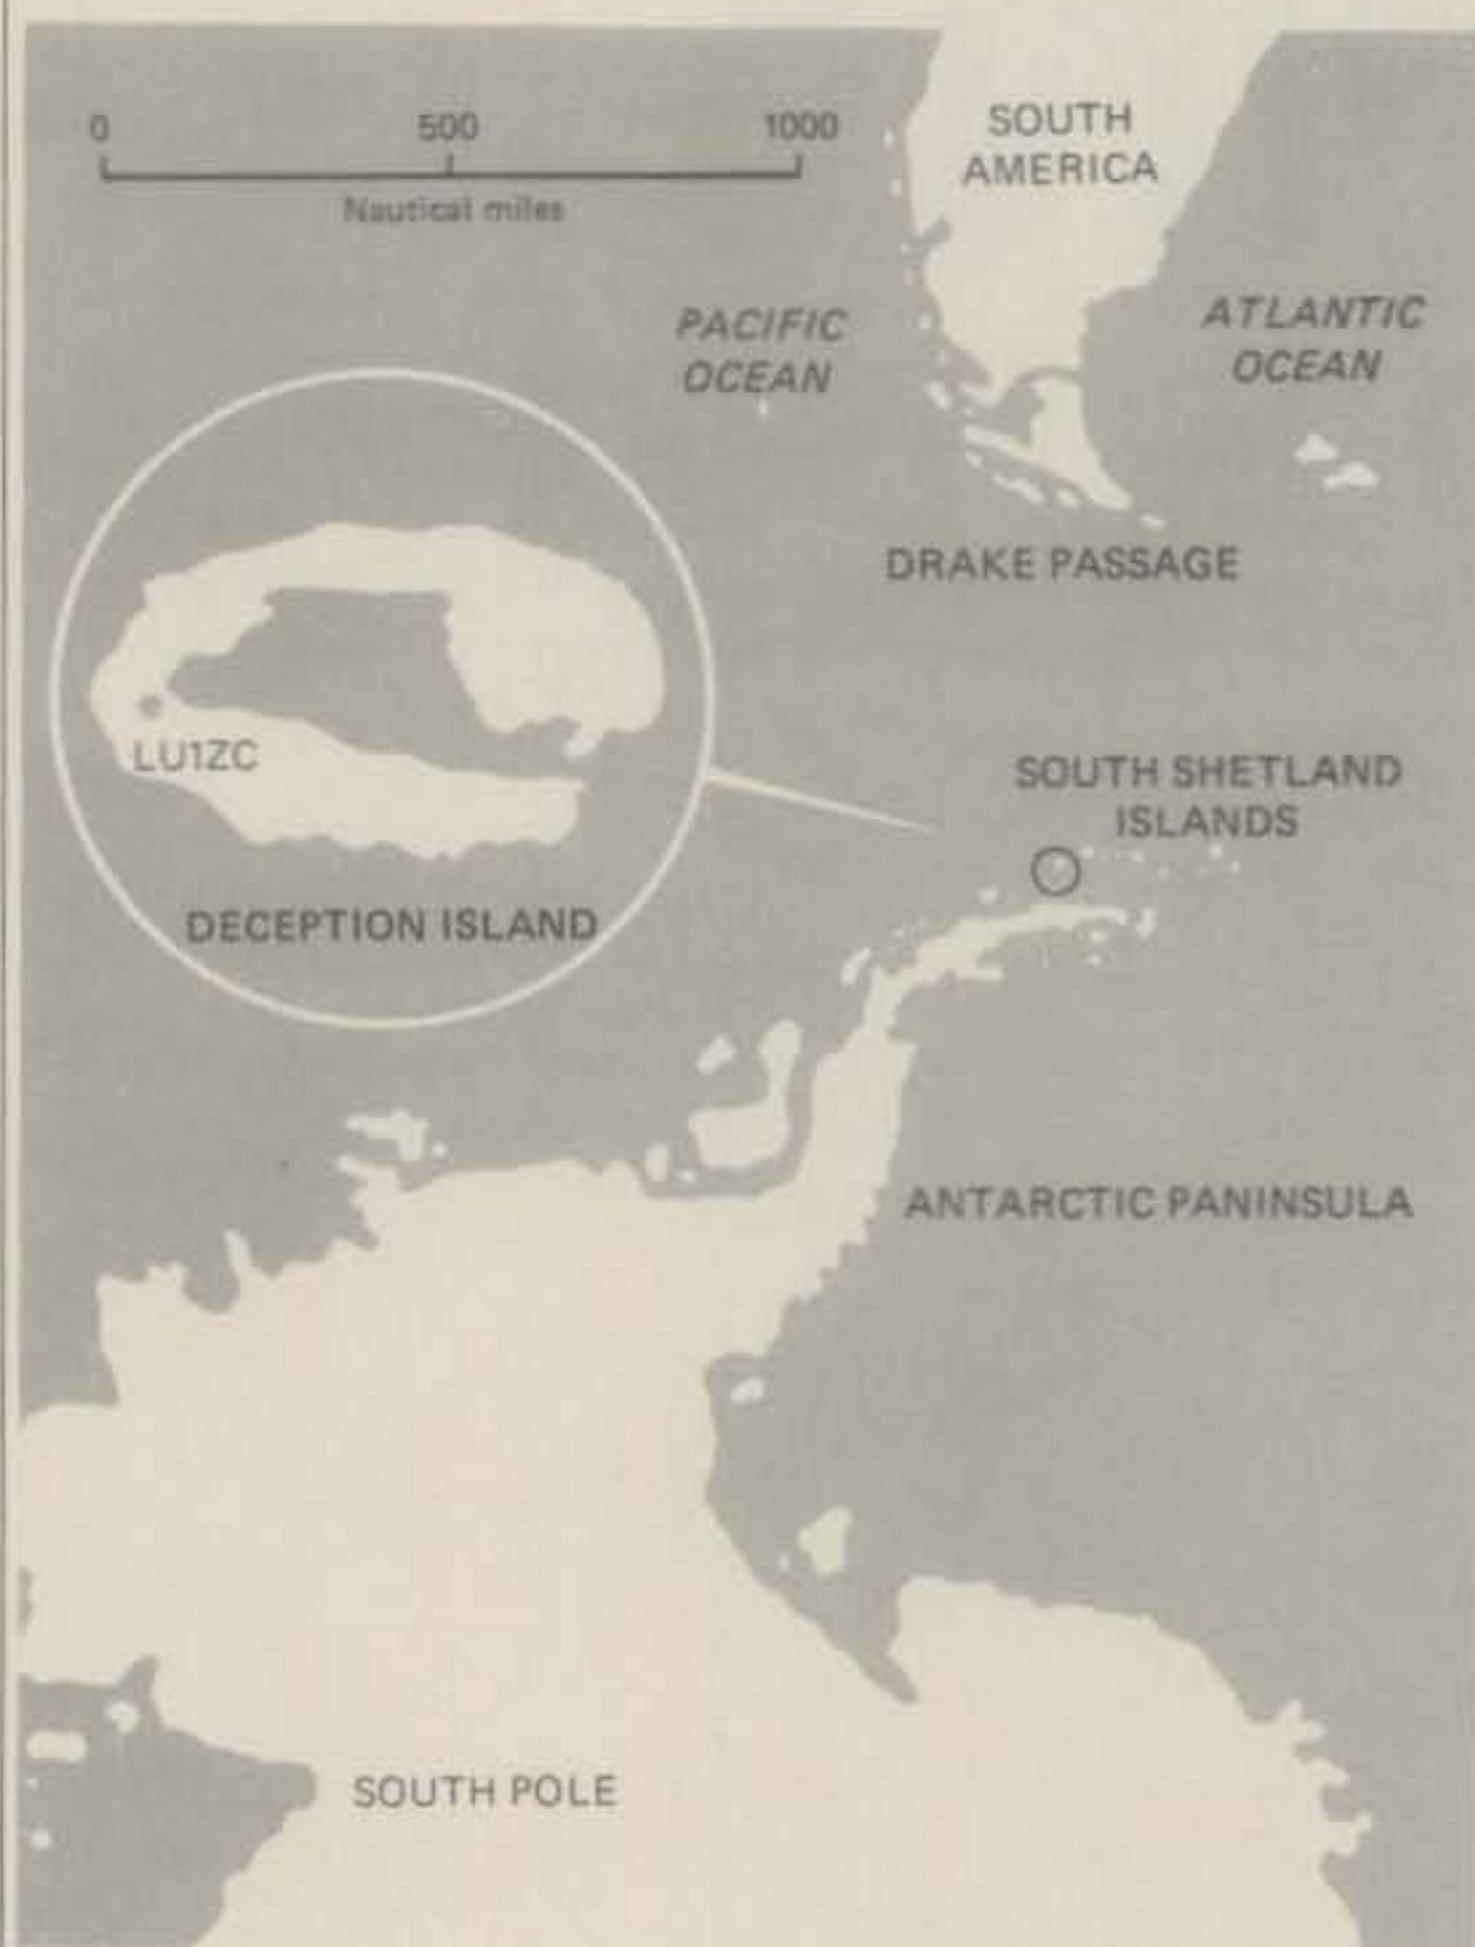 0 500 1000
Nautical miles
SOUTH
AMERICA
PACIFIC
OCEAN
ATLANTIC
OCEAN
DRAKE PASSAGE
LU1ZC
DECEPTION ISLAND
SOUTH SHETLAND
ISLANDS
ANTARCTIC PANINSULA
SOUTH POLE